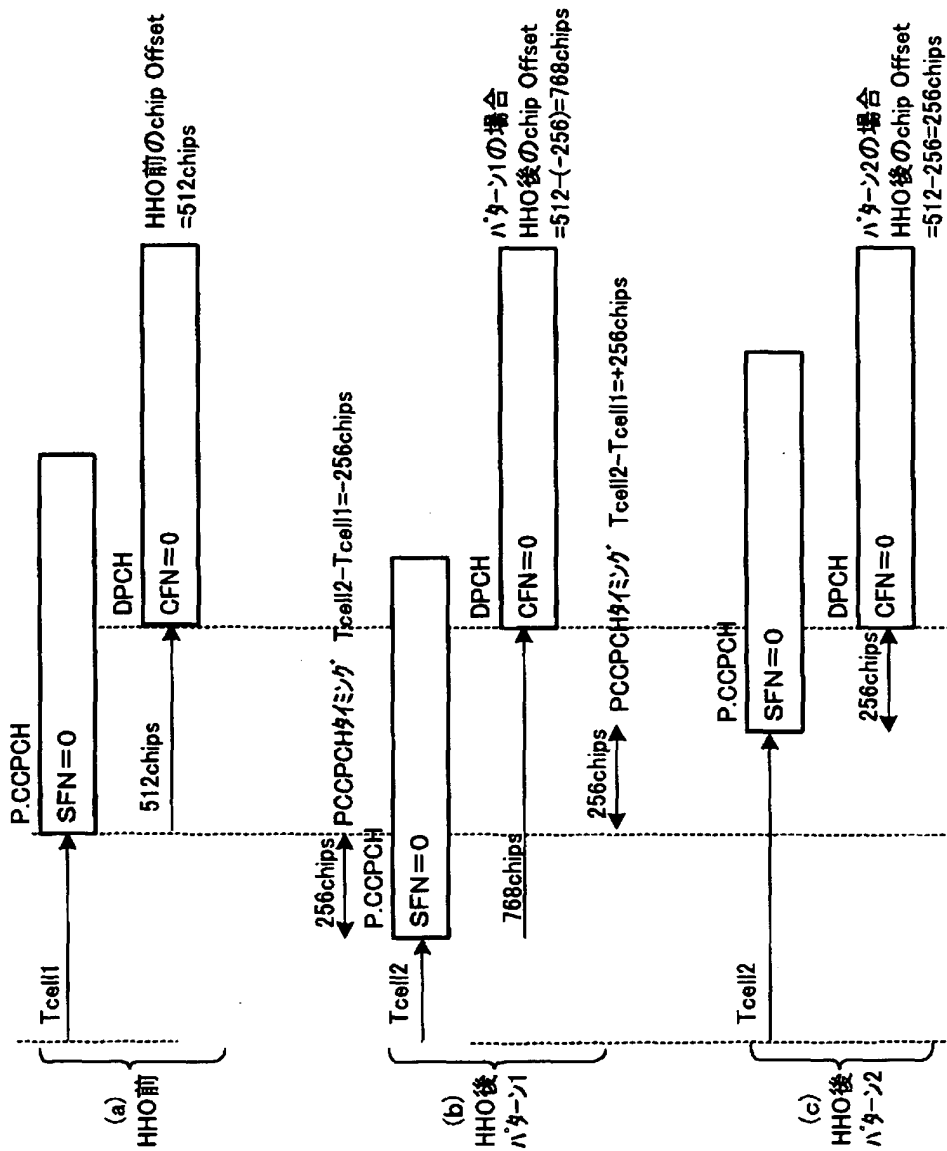 (a)
HHO前
Tcell1
P.CCPCH
SFN=0
512chips
DPCH
CFN=0
HHO前のchip Offset
=512chips
(b)
HHO後
パターン1
Tcell2
256chips
PCCPCHタイミング Tcell2-Tcell1=-256chips
P.CCPCH
SFN=0
768chips
DPCH
CFN=0
パターン1の場合
HHO後のchip Offset
=512-(-256)=768chips
(c)
HHO後
パターン2
Tcell2
256chips
PCCPCHタイミング Tcell2-Tcell1=+256chips
P.CCPCH
SFN=0
256chips
DPCH
CFN=0
パターン2の場合
HHO後のchip Offset
=512-256=256chips